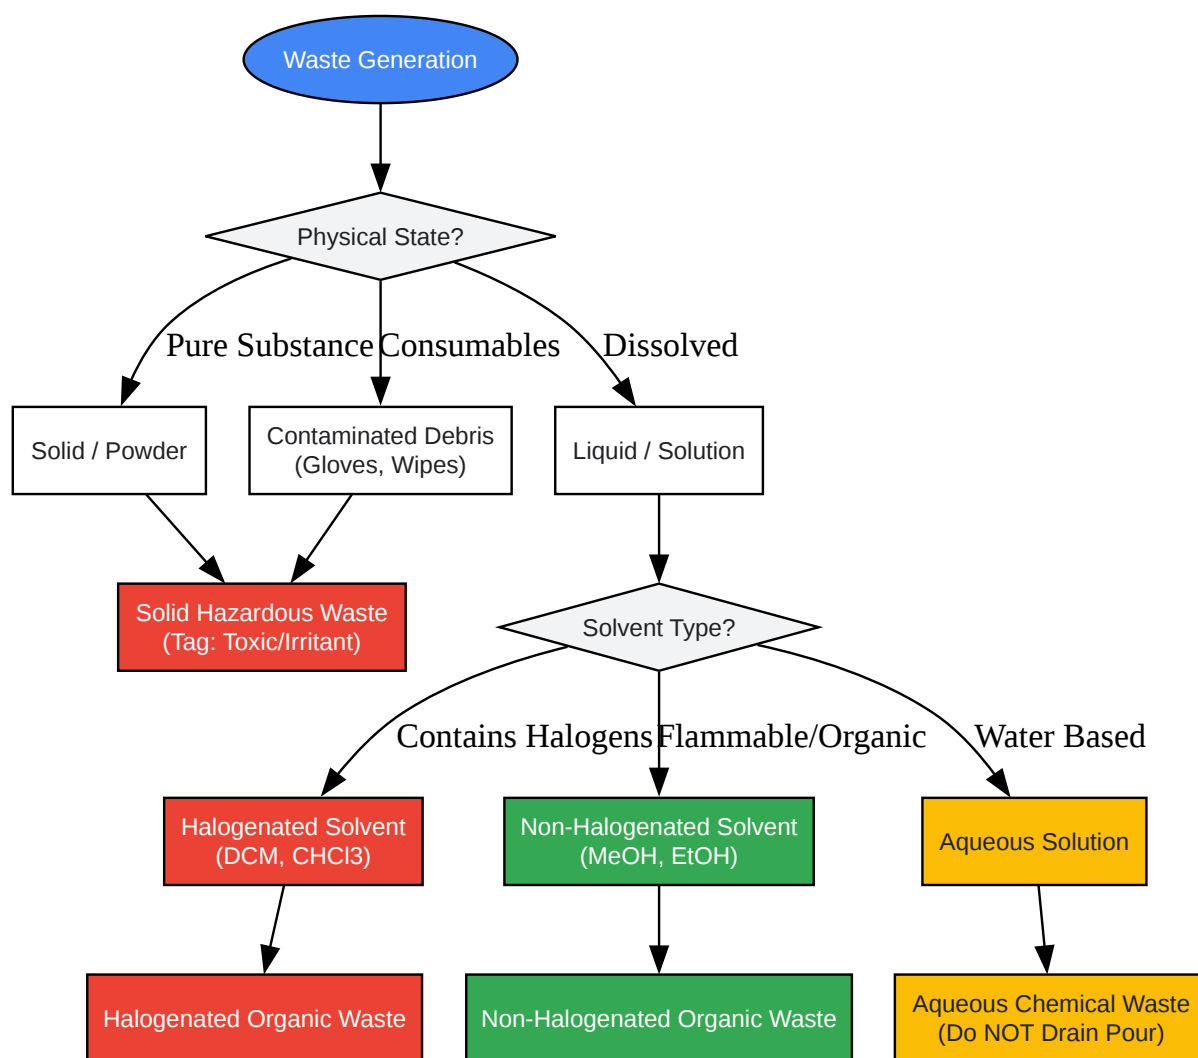 Waste Generation
Physical State?
Pure Substance
Consumables
Dissolved
Solid / Powder
Contaminated Debris
(Gloves, Wipes)
Liquid / Solution
Solid Hazardous Waste
(Tag: Toxic/Irritant)
Solvent Type?
Contains Halogens
Flammable/Organic
Water Based
Halogenated Solvent
(DCM, CHCl3)
Non-Halogenated Solvent
(MeOH, EtOH)
Aqueous Solution
Halogenated Organic Waste
Non-Halogenated Organic Waste
Aqueous Chemical Waste
(Do NOT Drain Pour)